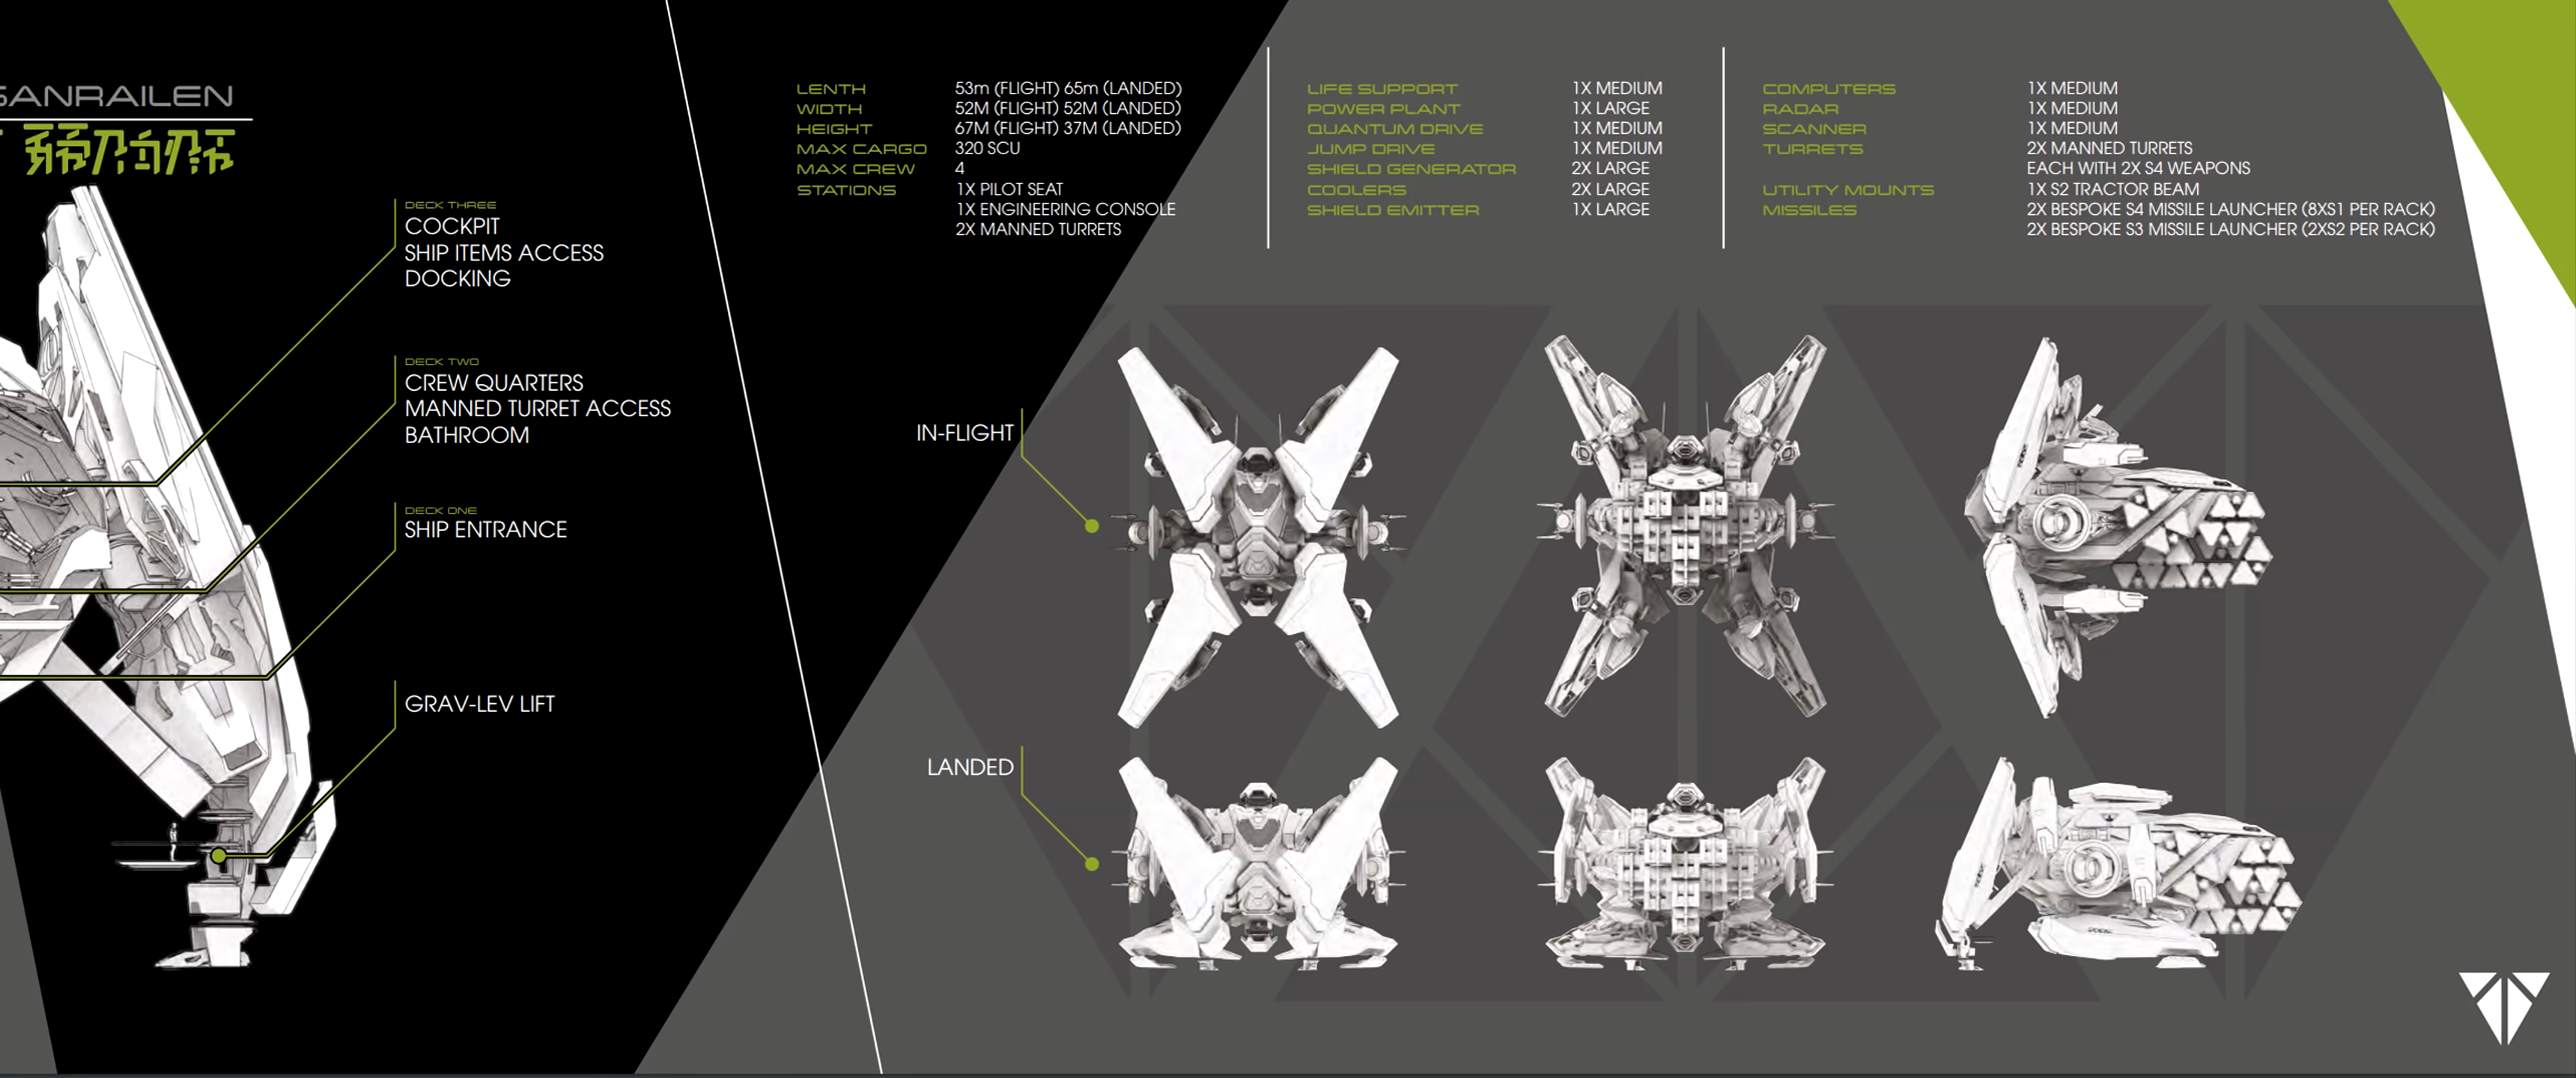 SANRAILEN
DECK THREE
COCKPIT
SHIP ITEMS ACCESS
DOCKING
DECK TWO
CREW QUARTERS
MANNED TURRET ACCESS
BATHROOM
DECK ONE
SHIP ENTRANCE
GRAV-LEV LIFT
LENTH 53m (FLIGHT) 65m (LANDED)
WIDTH 52M (FLIGHT) 52M (LANDED)
HEIGHT 67M (FLIGHT) 37M (LANDED)
MAX CARGO 320 SCU
MAX CREW 4
STATIONS 1X PILOT SEAT
1X ENGINEERING CONSOLE
2X MANNED TURRETS
LIFE SUPPORT 1X MEDIUM
POWER PLANT 1X LARGE
QUANTUM DRIVE 1X MEDIUM
JUMP DRIVE 1X MEDIUM
SHIELD GENERATOR 2X LARGE
COOLERS 2X LARGE
SHIELD EMITTER 1X LARGE
COMPUTERS 1X MEDIUM
RADAR 1X MEDIUM
SCANNER 1X MEDIUM
TURRETS 2X MANNED TURRETS
EACH WITH 2X S4 WEAPONS
UTILITY MOUNTS 1X S2 TRACTOR BEAM
MISSILES 2X BESPOKE S4 MISSILE LAUNCHER (8XS1 PER RACK)
2X BESPOKE S3 MISSILE LAUNCHER (2XS2 PER RACK)
IN-FLIGHT
LANDED